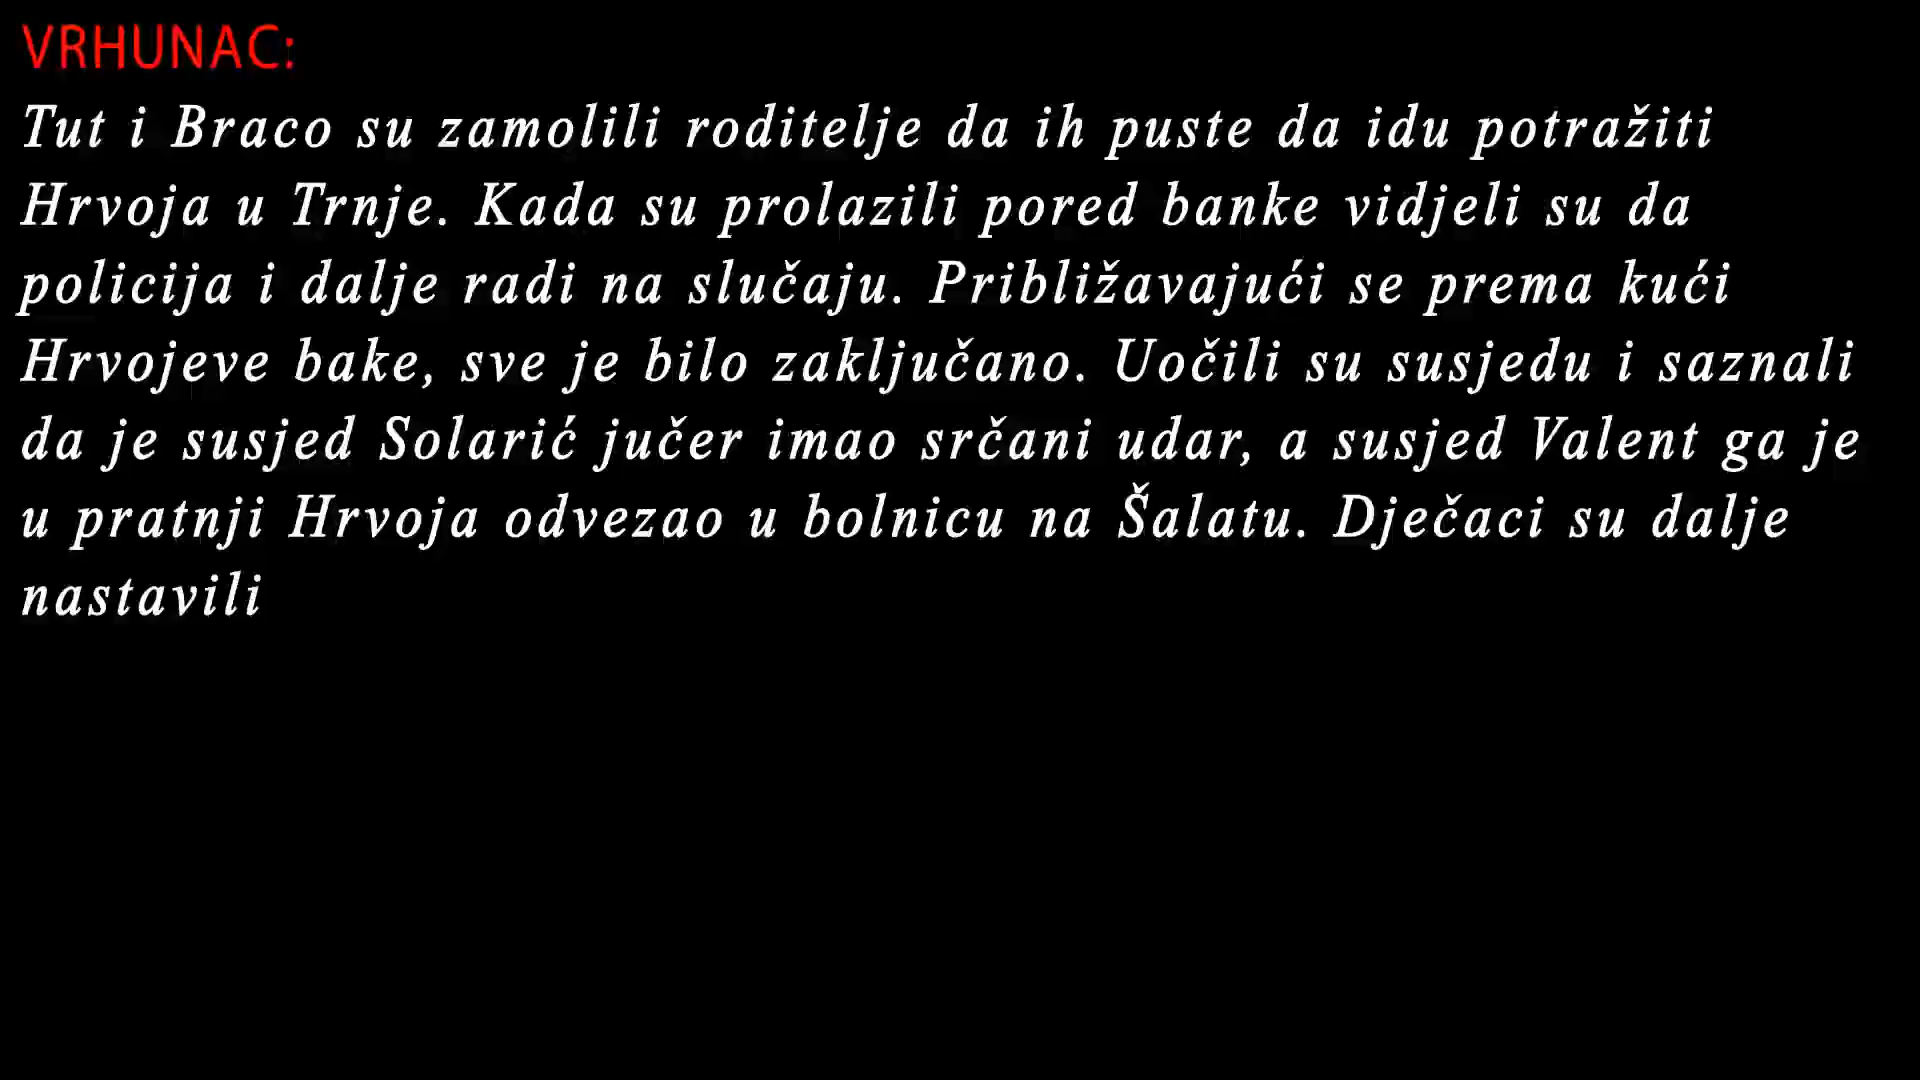 VRHUNAC:
Tut i Braco su zamolili roditelje da ih puste da idu potražiti
Hrvoja u Trnje. Kada su prolazili pored banke vidjeli su da
policija i dalje radi na slučaju. Približavajući se prema kući
Hrvojeve bake, sve je bilo zaključano. Uočili su susjedu i saznali
da je susjed Solarić jučer imao srčani udar, a susjed Valent ga je
u pratnji Hrvoja odvezao u bolnicu na Šalatu. Dječaci su dalje
nastavili